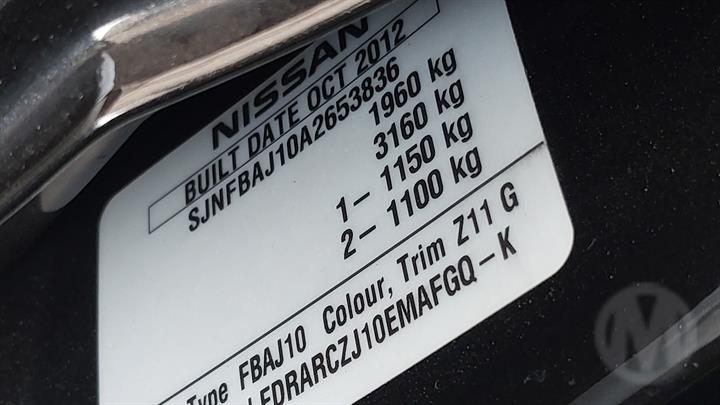 NISSAN
BUILT DATE OCT 2012
SJNFBAJ10A2653836
1960 kg
3160 kg
1– 1150 kg
2– 1100 kg
Type FBAJ10 Colour, Trim Z11 G
LFDRARCZJ10EMAFGQ–K